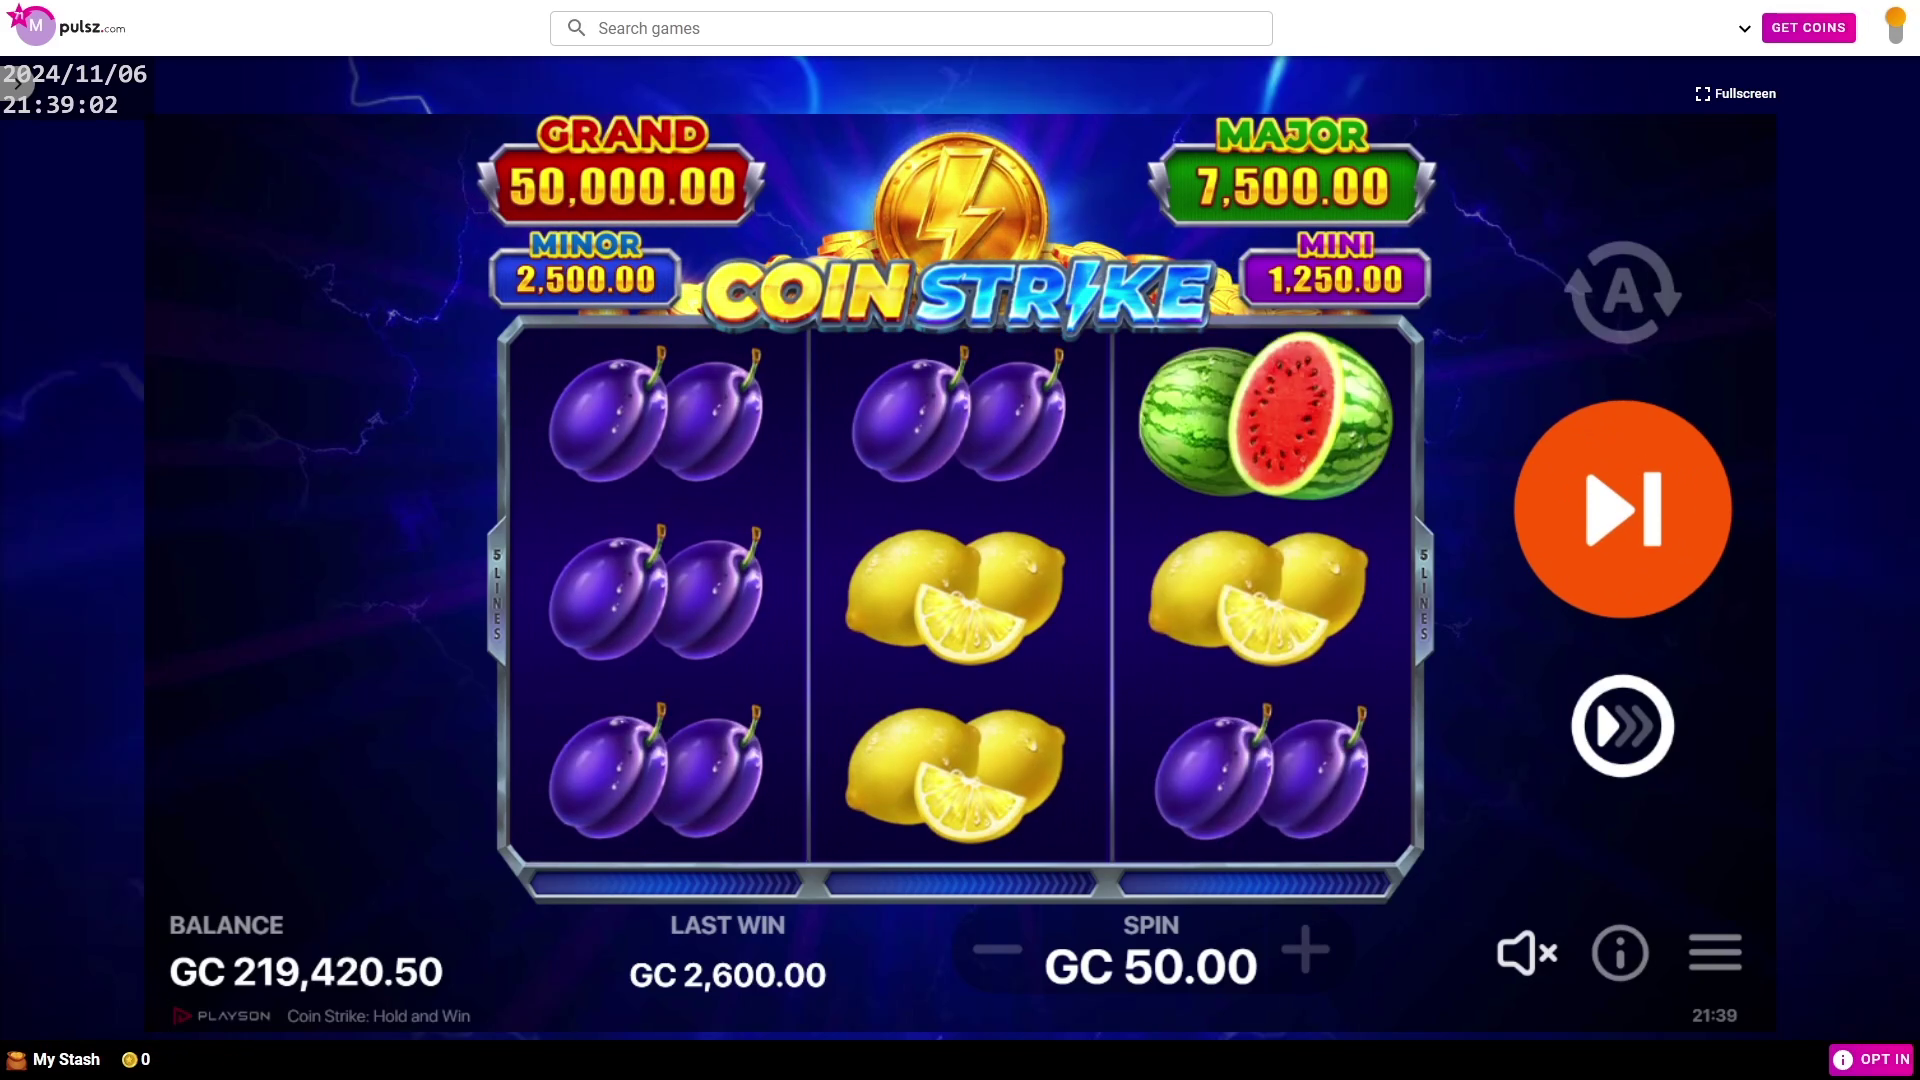 71
M
pulsz.com
Search games
GET COINS
2024/11/06
21:39:02
Fullscreen
GRAND
50,000.00
MAJOR
7,500.00
MINOR
2,500.00
MINI
1,250.00
COIN STRIKE
A
5 LINES
5 LINES
BALANCE
GC 219,420.50
LAST WIN
GC 2,600.00
SPIN
GC 50.00
PLAYSON
Coin Strike: Hold and Win
21:39
My Stash
0
OPT IN